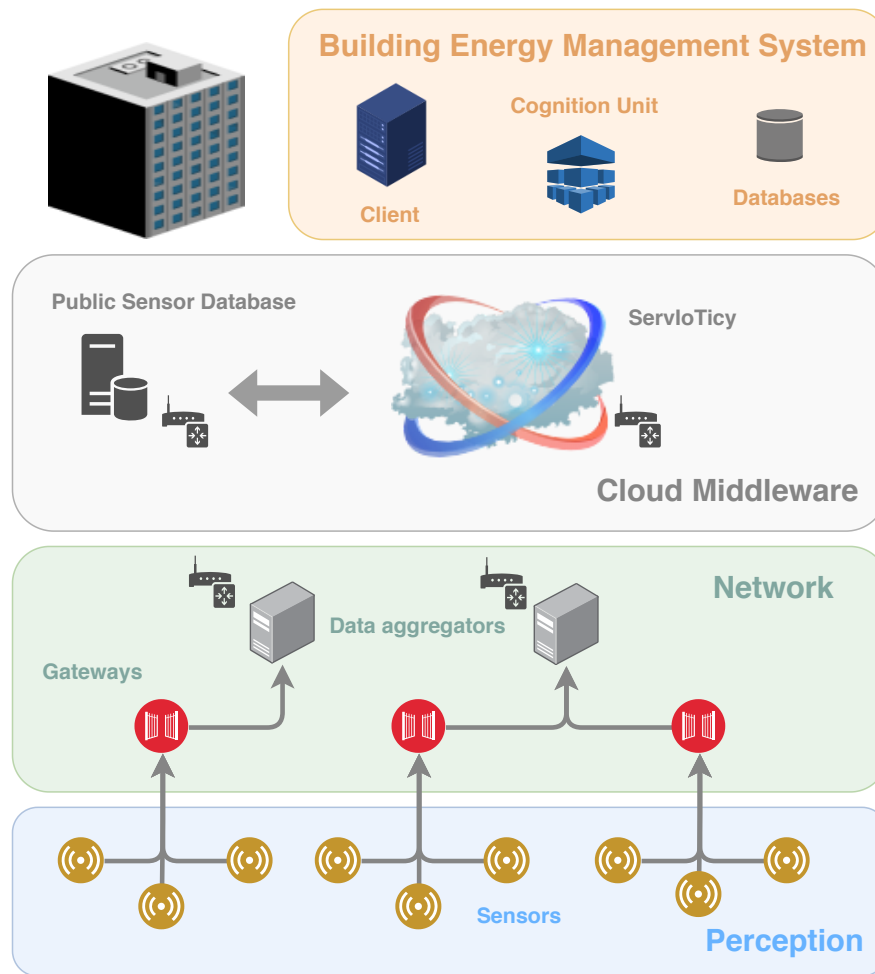 Building Energy Management System
Cognition Unit
Client
Databases
Public Sensor Database
ServIoTicy
Cloud Middleware
Network
Data aggregators
Gateways
Sensors
Perception